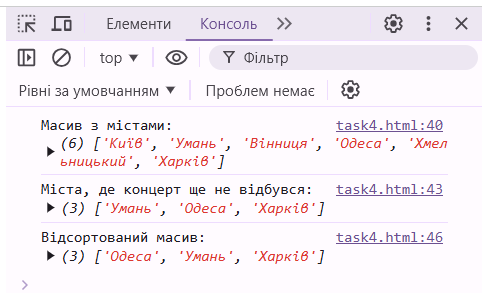 Елементи Консоль
top Фільтр
Рівні за умовчанням Проблем немає
Масив з містами: task4.html:40
(6) ['Київ', 'Умань', 'Вінниця', 'Одеса', 'Хмел
ьницький', 'Харків']
Міста, де концерт ще не відбувся: task4.html:43
(3) ['Умань', 'Одеса', 'Харків']
Відсортований масив: task4.html:46
(3) ['Одеса', 'Умань', 'Харків']